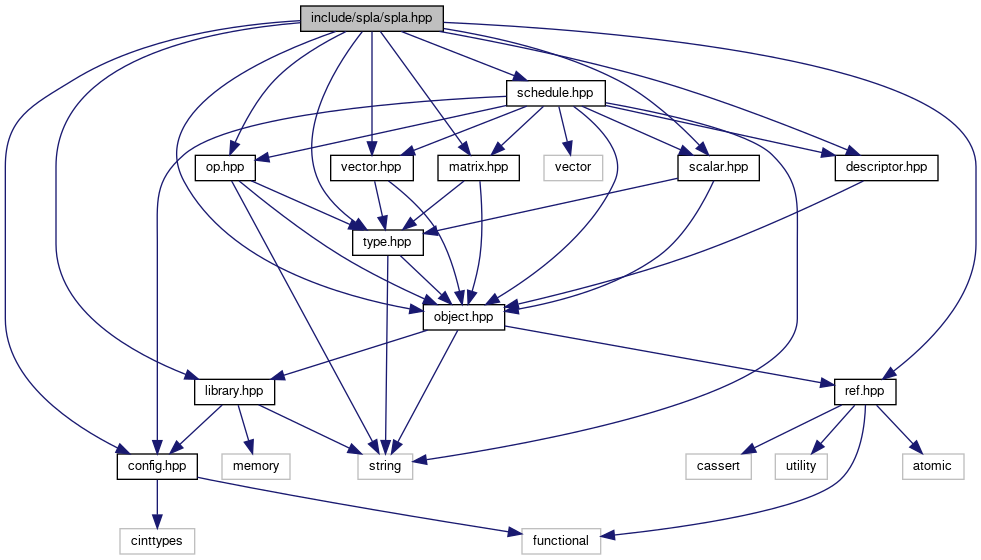 include/spla/spla.hpp
schedule.hpp
op.hpp
vector.hpp
matrix.hpp
vector
scalar.hpp
descriptor.hpp
type.hpp
object.hpp
library.hpp
ref.hpp
config.hpp
memory
string
cassert
utility
atomic
cinttypes
functional